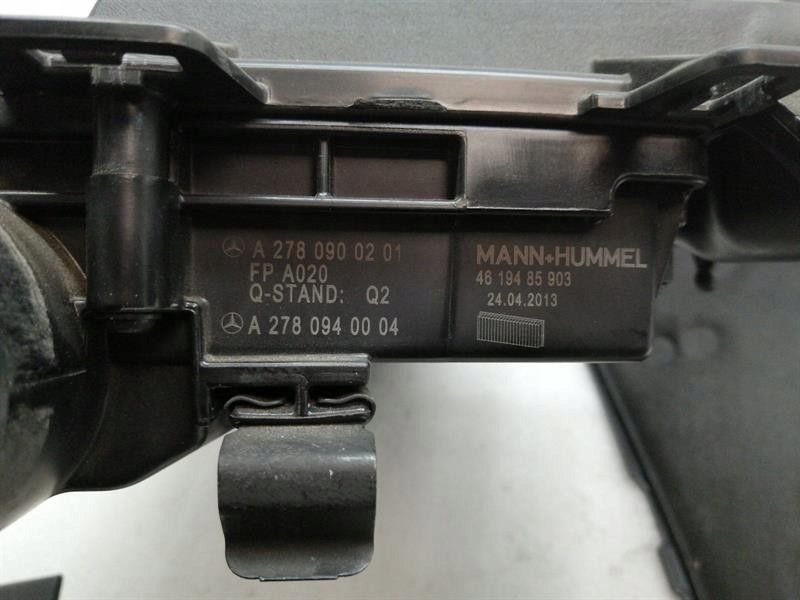 A 278 090 02 01
FP A020
Q-STAND: Q2
A 278 094 00 04
MANN+HUMMEL
46 194 85 903
24.04.2013